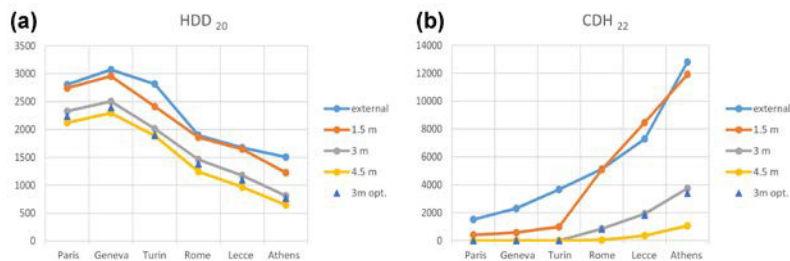 (a)
HDD 20
3500
3000
2500
2000
1500
1000
500
0
Paris Geneva Turin Rome Lecce Athens
external
1.5 m
3 m
4.5 m
3m opt.
(b)
CDH 22
14000
12000
10000
8000
6000
4000
2000
0
Paris Geneva Turin Rome Lecce Athens
external
1.5 m
3 m
4.5 m
3m opt.